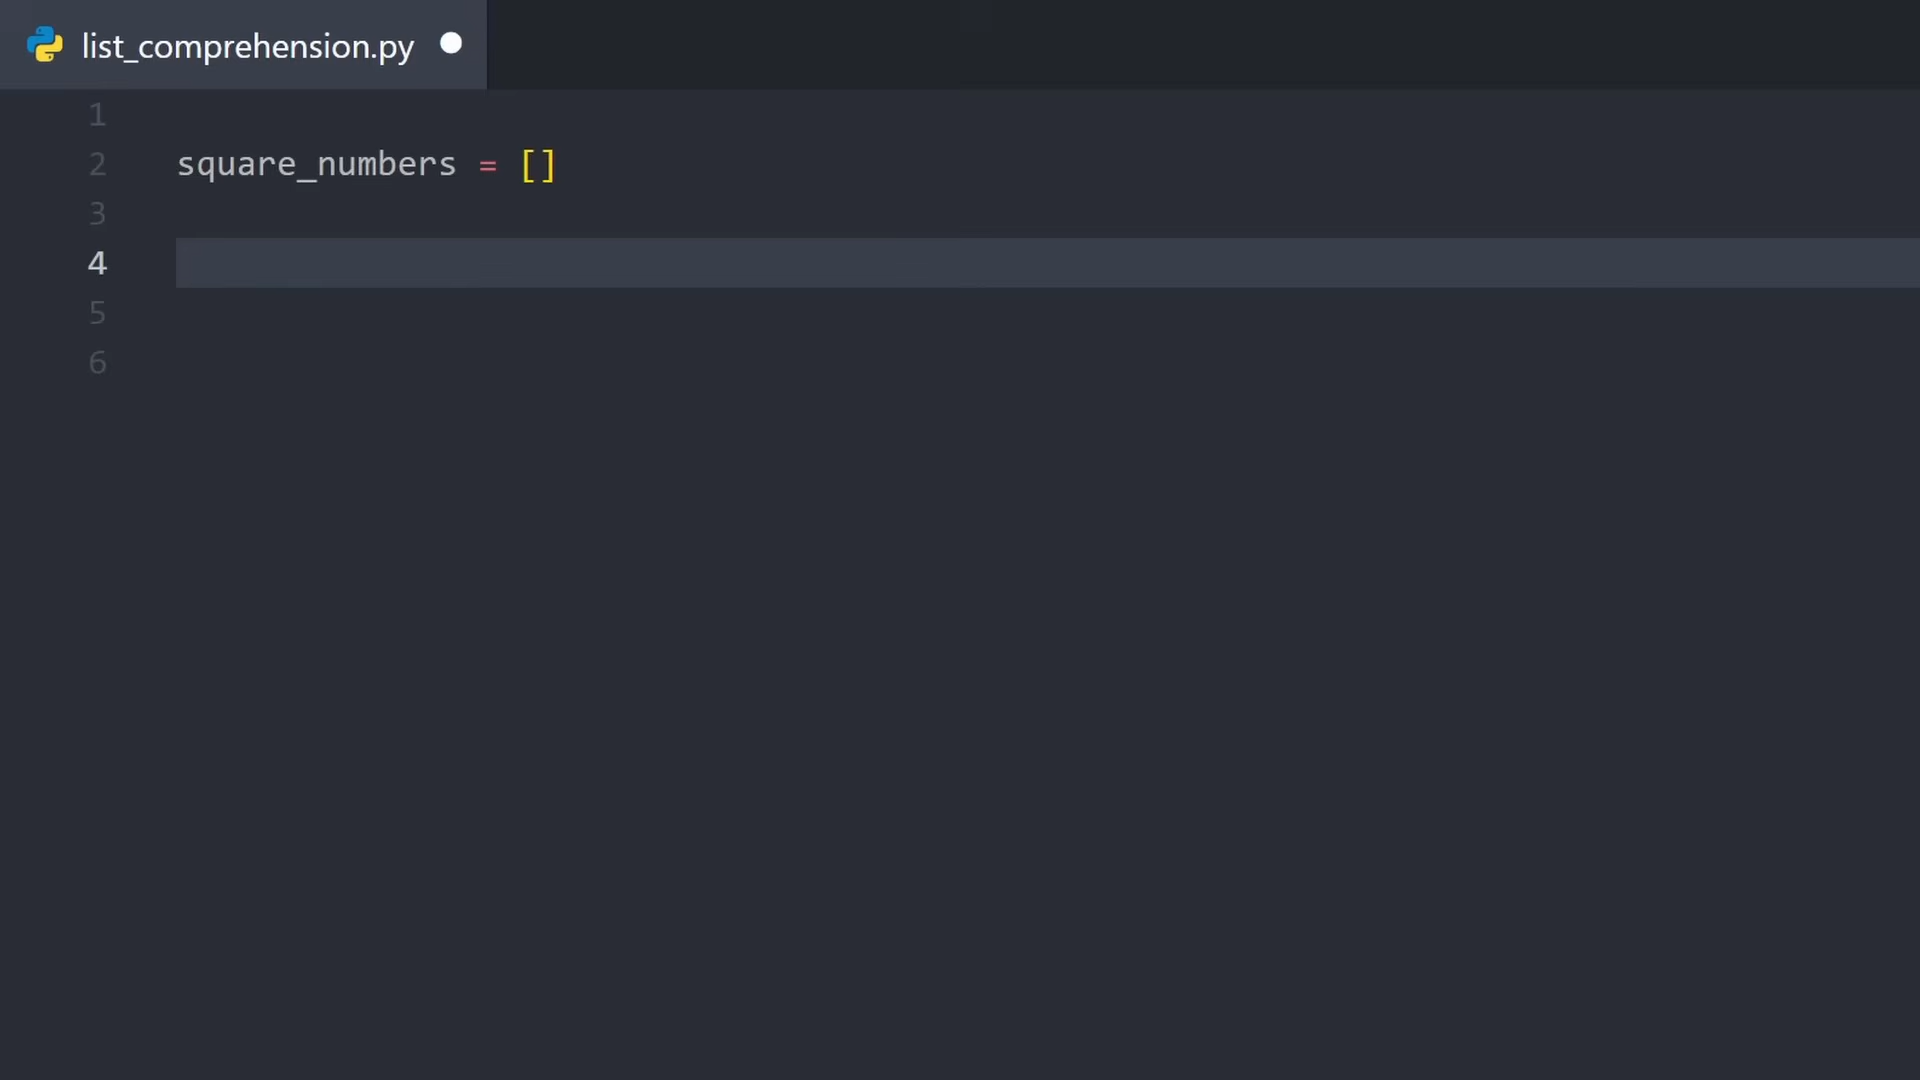 list_comprehension.py
1
2 square_numbers = []
3
4
5
6